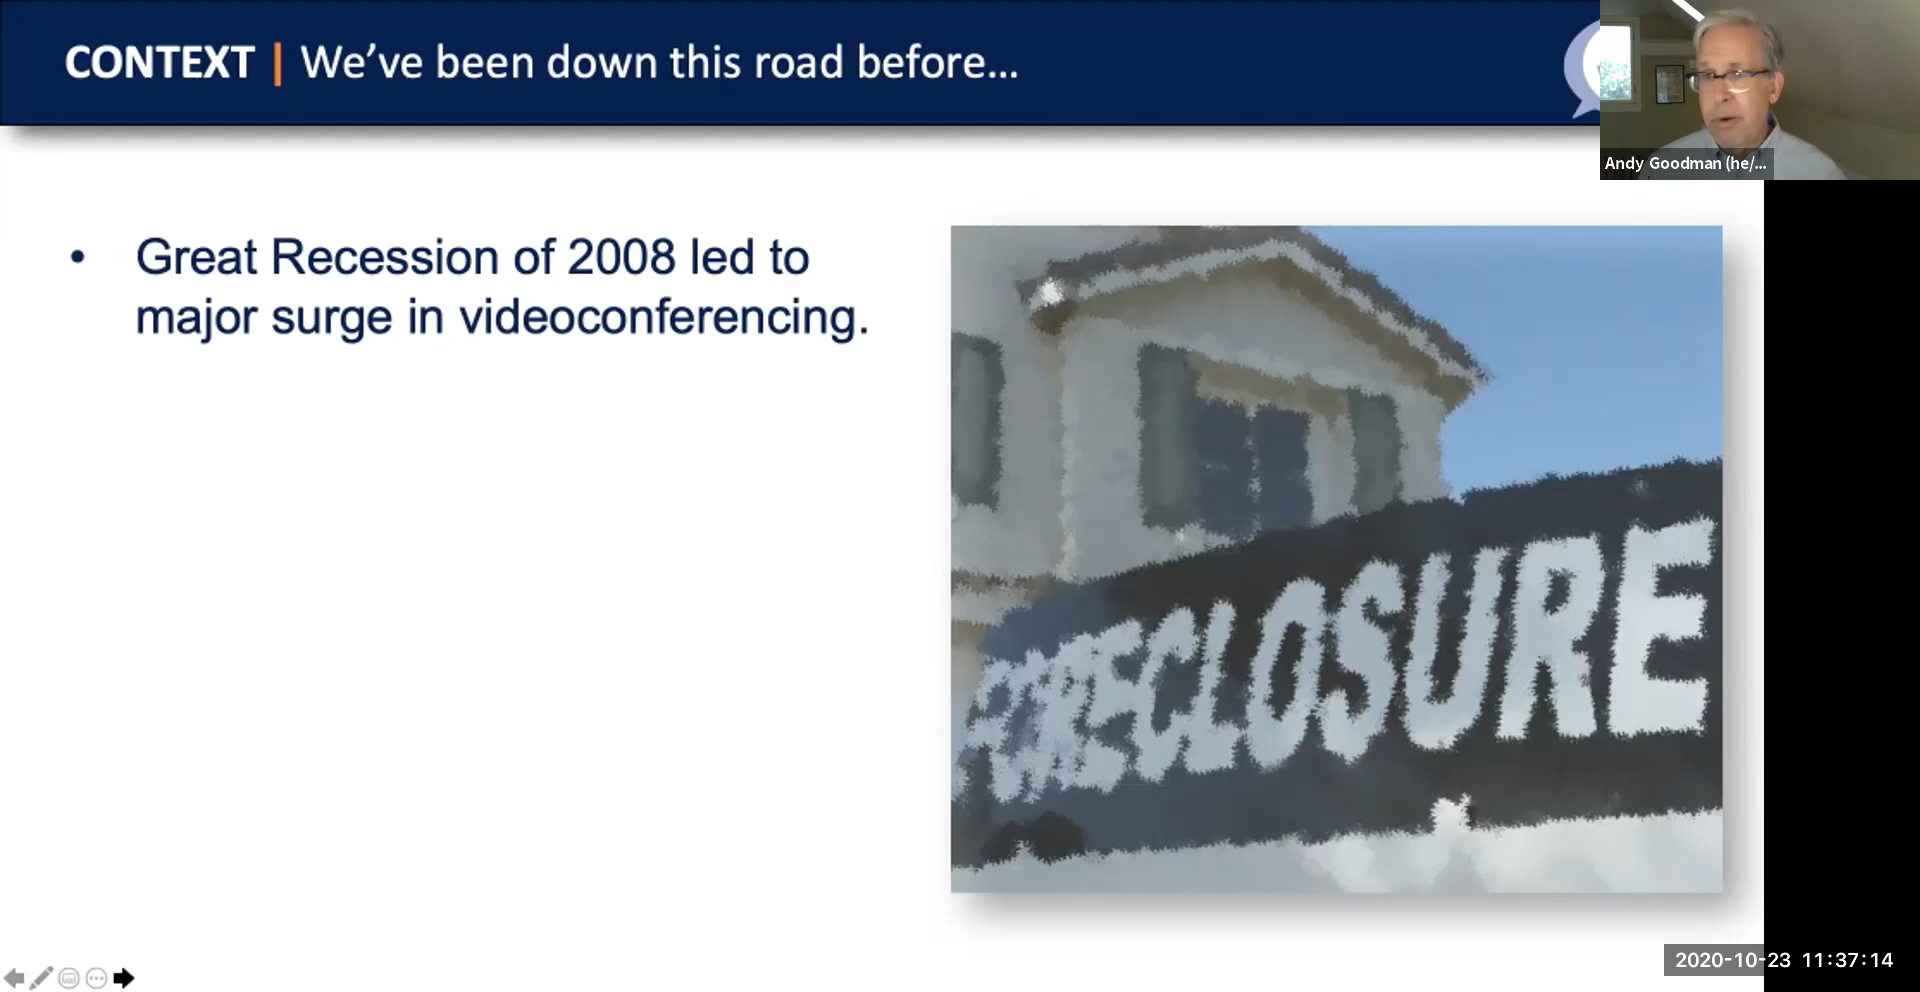 CONTEXT | We've been down this road before...
Andy Goodman (he/...
• Great Recession of 2008 led to
major surge in videoconferencing.
FORECLOSURE
2020-10-23 11:37:14